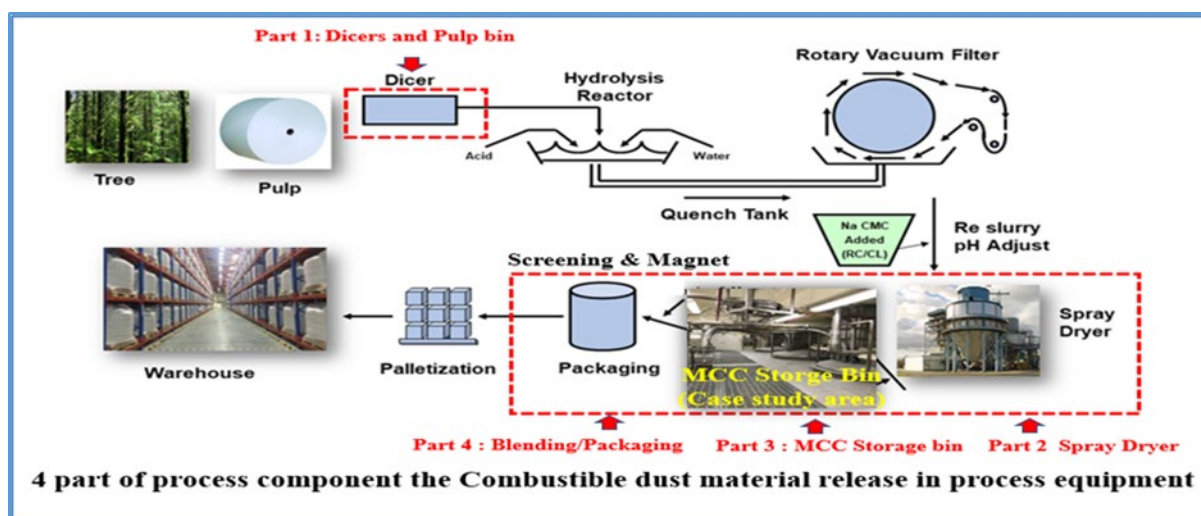 Part 1: Dicers and Pulp bin
Dicer
Hydrolysis
Reactor
Rotary Vacuum Filter
Acid
Water
Tree
Pulp
Quench Tank
Na CMC
Added
(RC/CL)
Re slurry
pH Adjust
Screening & Magnet
Spray
Dryer
MCC Storge Bin
(Case study area)
Packaging
Palletization
Warehouse
Part 4 : Blending/Packaging
Part 3 : MCC Storage bin
Part 2 Spray Dryer
4 part of process component the Combustible dust material release in process equipment